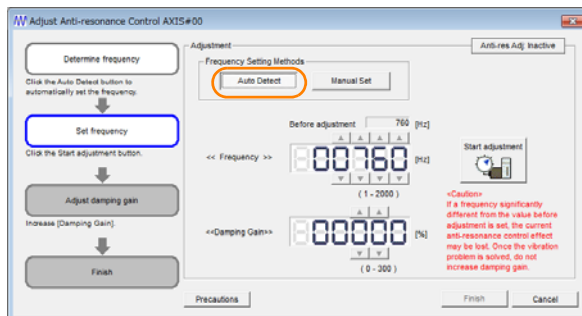 Adjust Anti-resonance Control AXIS#00
Determine frequency
Click the Auto Detect button to
automatically set the frequency.
Set frequency
Click the Start adjustment button.
Adjust damping gain
Increase [Damping Gain].
Finish
Adjustment
Anti-res Adj: Inactive
Frequency Setting Methods
Auto Detect
Manual Set
Before adjustment 760 [Hz]
<< Frequency >> 00760 [Hz]
(1 - 2000)
<<Damping Gain>> 00000 [%]
(0 - 300)
Start adjustment
<Caution>
If a frequency significantly
different from the value before
adjustment is set, the current
anti-resonance control effect
may be lost. Once the vibration
problem is solved, do not
increase damping gain.
Precautions
Finish
Cancel